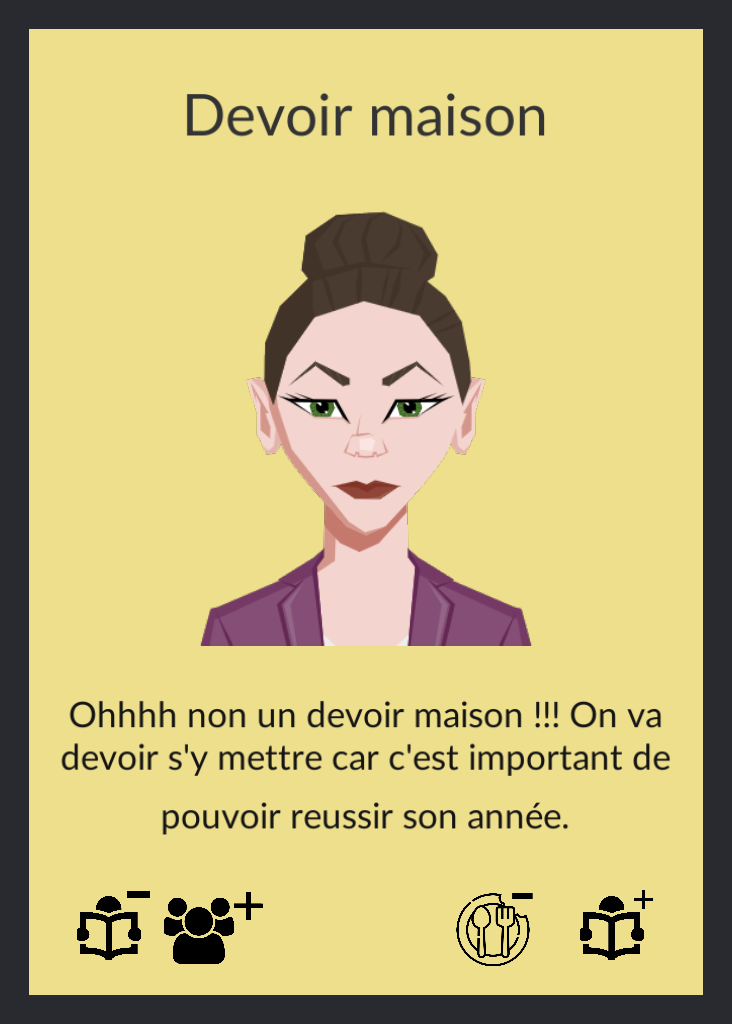 Devoir maison
Ohhhh non un devoir maison !!! On va
devoir s'y mettre car c'est important de
pouvoir reussir son année.